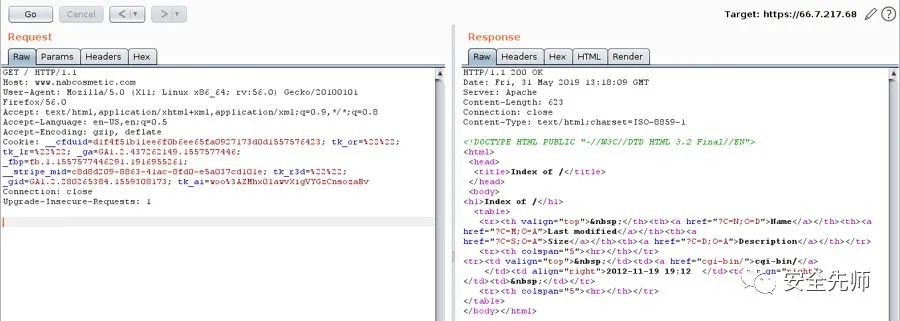 Go
Cancel
<
>
Target: https://66.7.217.68
Request
Raw
Params
Headers
Hex
GET / HTTP/1.1
Host: www.nabcosmetic.com
User-Agent: Mozilla/5.0 (X11; Linux x86_64; rv:56.0) Gecko/20100101
Firefox/56.0
Accept: text/html,application/xhtml+xml,application/xml;q=0.9,*/*;q=0.8
Accept-Language: en-US,en;q=0.5
Accept-Encoding: gzip, deflate
Cookie: __cfduid=d1f4f51b11ee6f0b6ee65fa0927173d0d1557576423; tk_or=%22%22;
tk_lr=%22%22; _ga=GA1.2.437262149.1557577446;
_fbp=fb.1.1557577446291.1916955261;
__stripe_mid=c8d8d209-8863-41ac-8fd0-e5a037cd101e; tk_r3d=%22%22;
_gid=GA1.2.280265384.1559308173; tk_ai=woo%3AZMhxO1awvX1gVYGzCnsozaBv
Connection: close
Upgrade-Insecure-Requests: 1
Response
Raw
Headers
Hex
HTML
Render
HTTP/1.1 200 OK
Date: Fri, 31 May 2019 13:18:09 GMT
Server: Apache
Content-Length: 623
Connection: close
Content-Type: text/html;charset=ISO-8859-1
<!DOCTYPE HTML PUBLIC "-//W3C//DTD HTML 3.2 Final//EN">
<html>
<head>
<title>Index of /</title>
</head>
<body>
<h1>Index of /</h1>
<table>
<tr><th valign="top">&nbsp;</th><th><a href="?C=N;O=D">Name</a></th><th><a
href="?C=M;O=A">Last modified</a></th><th><a
href="?C=S;O=A">Size</a></th><th><a href="?C=D;O=A">Description</a></th></tr>
<tr><th colspan="5"><hr></th></tr>
<tr><td valign="top">&nbsp;</td><td><a href="cgi-bin/">cgi-bin/</a>
</td><td align="right">2012-11-19 19:12 </td><td align="right">
</td><td>&nbsp;</td></tr>
<tr><th colspan="5"><hr></th></tr>
</table>
</body></html>
安全先师